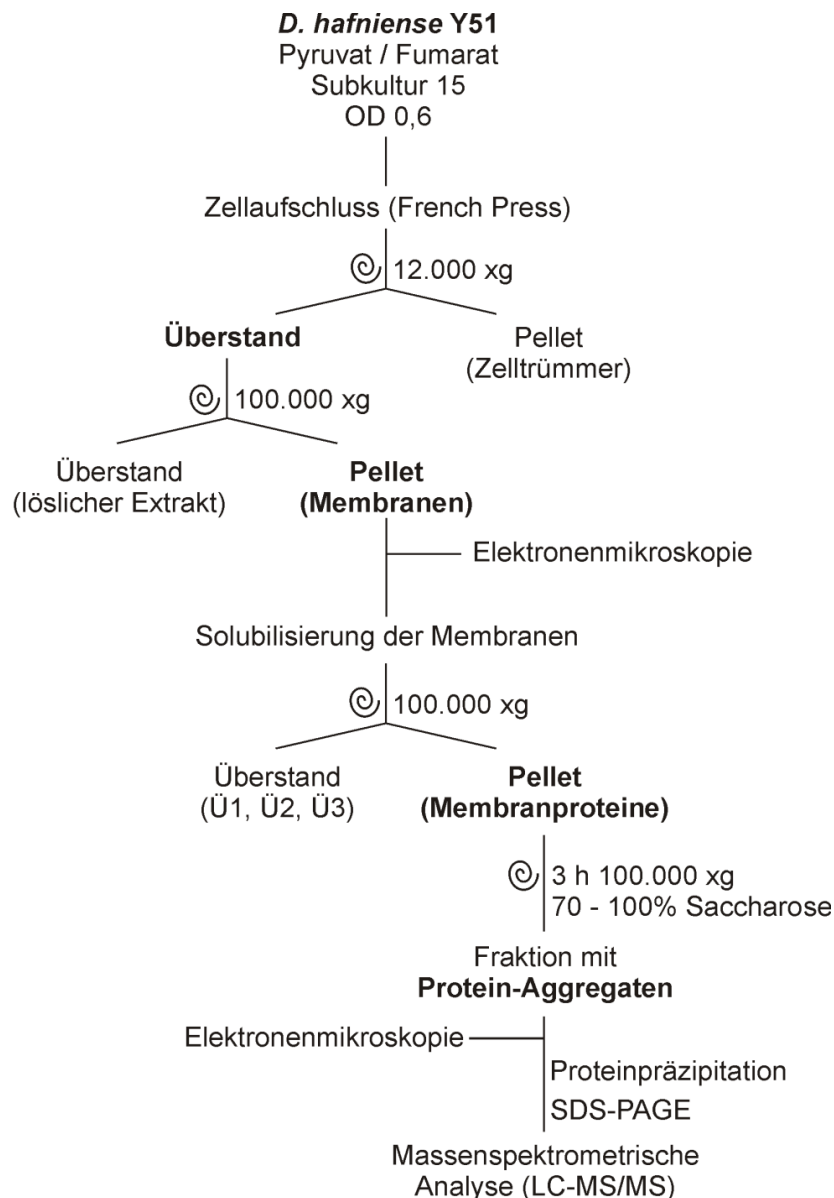 D. hafniense Y51
Pyruvat / Fumarat
Subkultur 15
OD 0,6
Zellaufschluss (French Press)
12.000 xg
Überstand
Pellet
(Zelltrümmer)
100.000 xg
Überstand
(löslicher Extrakt)
Pellet
(Membranen)
Elektronenmikroskopie
Solubilisierung der Membranen
100.000 xg
Überstand
(Ü1, Ü2, Ü3)
Pellet
(Membranproteine)
3 h 100.000 xg
70 - 100% Saccharose
Fraktion mit
Protein-Aggregaten
Elektronenmikroskopie
Proteinpräzipitation
SDS-PAGE
Massenspektrometrische
Analyse (LC-MS/MS)